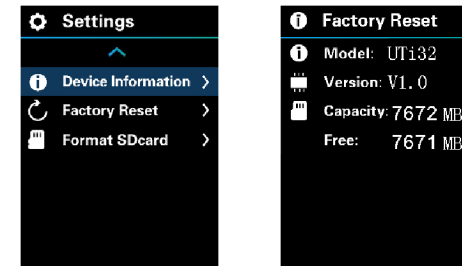 Settings
Device Information
Factory Reset
Format SDcard
Factory Reset
Model: UTi32
Version: V1.0
Capacity: 7672 MB
Free: 7671 MB